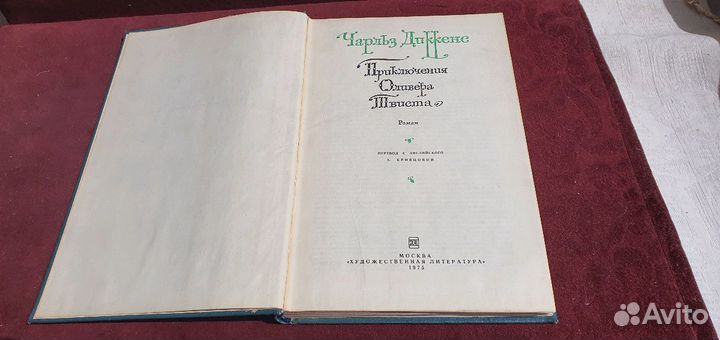 Чарльз Диккенс
Приключения
Оливера
Твиста
Роман
ПЕРЕВОД С АНГЛИЙСКОГО
А. КРИВЦОВОЙ
МОСКВА
«ХУДОЖЕСТВЕННАЯ ЛИТЕРАТУРА»
1975
Avito